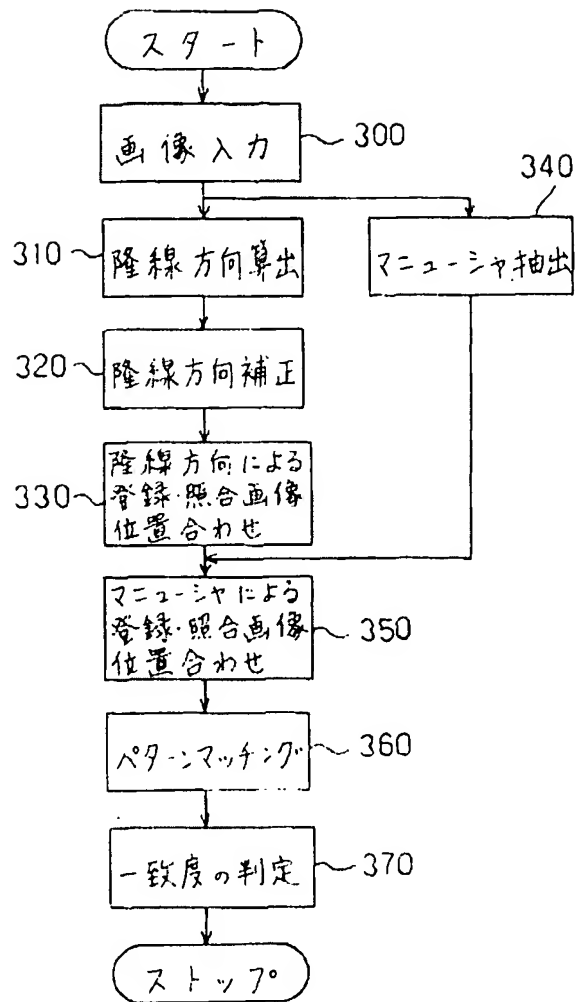 スタート
画像入力
300
340
310
隆線方向算出
マニューシャ抽出
320
隆線方向補正
330
隆線方向による
登録・照合画像
位置合わせ
マニューシャによる
登録・照合画像
位置合わせ
350
パターンマッチング
360
一致度の判定
370
ストップ